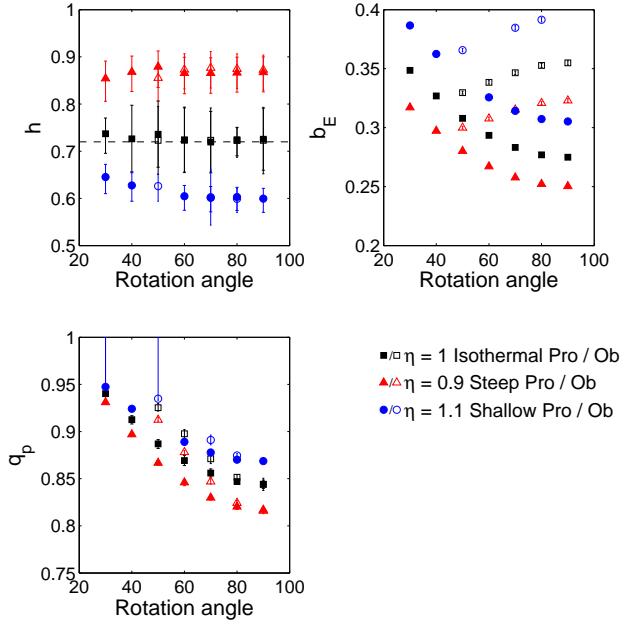 1
0.9
0.8
0.7
0.6
0.5
h
20 40 60 80 100
Rotation angle
0.4
0.35
0.3
0.25
0.2
b_E
20 40 60 80 100
Rotation angle
1
0.95
0.9
0.85
0.8
0.75
q_p
20 40 60 80 100
Rotation angle
/ η = 1 Isothermal Pro / Ob
/ η = 0.9 Steep Pro / Ob
/ η = 1.1 Shallow Pro / Ob